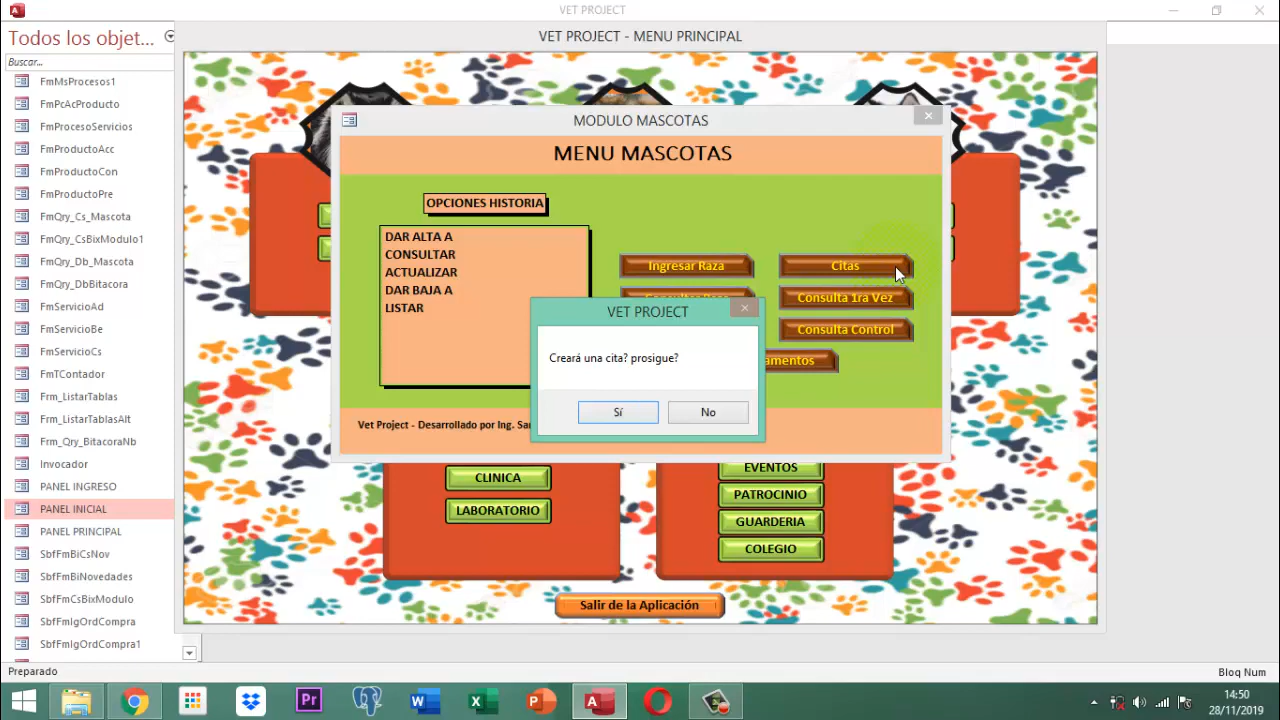 VET PROJECT
Todos los objet...
Buscar...
FmMsProcesos1
FmPcAcProducto
FmProcesoServicios
FmProductoAcc
FmProductoCon
FmProductoPre
FmQry_Cs_Mascota
FmQry_CsBixModulo1
FmQry_Db_Mascota
FmQry_DbBitacora
FmServicioAd
FmServicioBe
FmServicioCs
FmTContrlor
Frm_ListarTablas
Frm_ListarTablasAlt
Frm_Qry_BitacoraNb
Invocador
PANEL INGRESO
PANEL INICIAL
PANEL PRINCIPAL
SbfFmBiCsNov
SbfFmBiNovedades
SbfFmCsBixModulo
SbfFmIgOrdCompra
SbfFmIgOrdCompra1
VET PROJECT - MENU PRINCIPAL
MODULO MASCOTAS
MENU MASCOTAS
OPCIONES HISTORIA
DAR ALTA A
CONSULTAR
ACTUALIZAR
DAR BAJA A
LISTAR
Ingresar Raza
Citas
Consulta 1ra Vez
Consulta Control
amentos
VET PROJECT
Creará una cita? prosigue?
Sí
No
Vet Project - Desarrollado por Ing. Sa
CLINICA
LABORATORIO
EVENTOS
PATROCINIO
GUARDERIA
COLEGIO
Salir de la Aplicación
Preparado
Bloq Num
14:50
28/11/2019